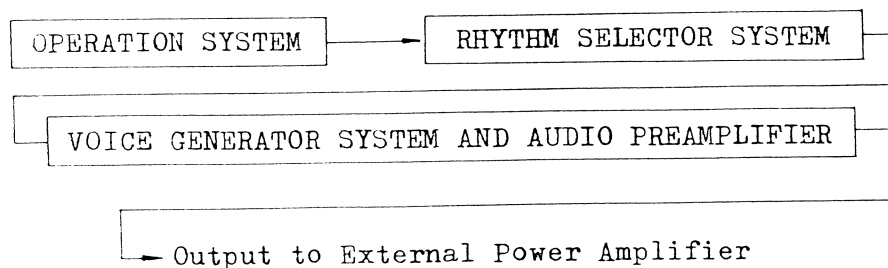 OPERATION SYSTEM
RHYTHM SELECTOR SYSTEM
VOICE GENERATOR SYSTEM AND AUDIO PREAMPLIFIER
Output to External Power Amplifier